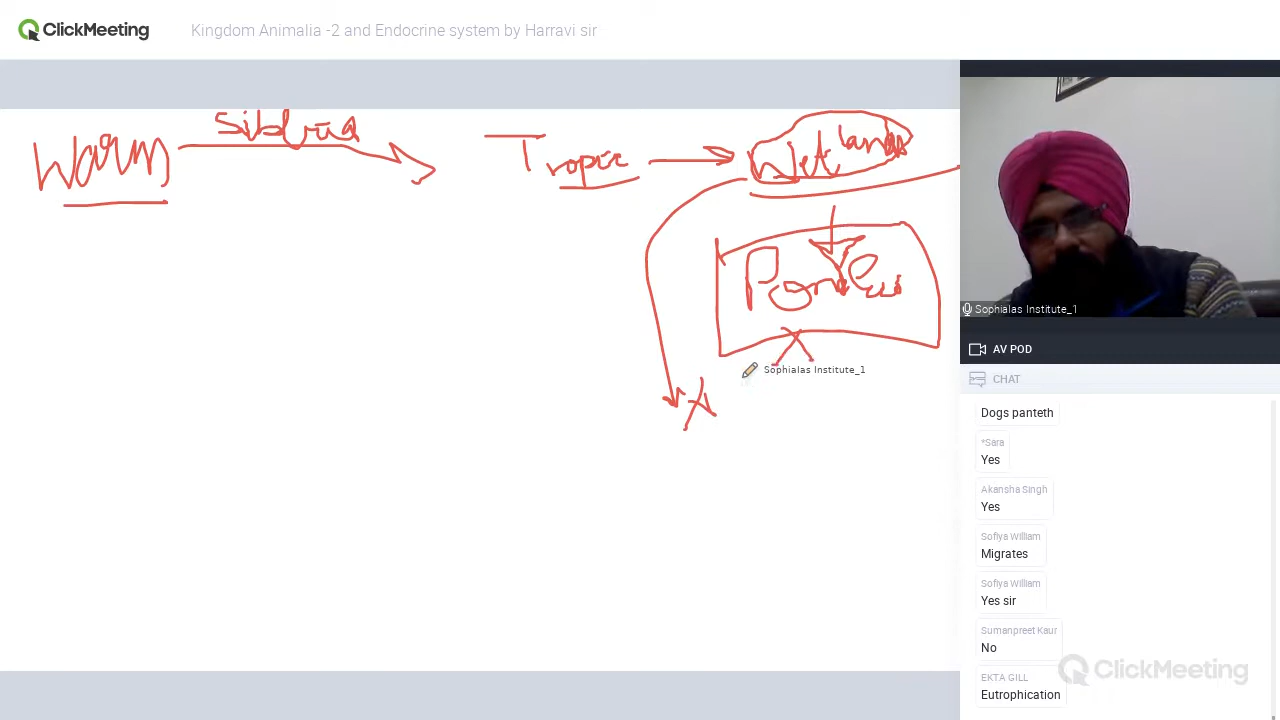 ClickMeeting
Kingdom Animalia -2 and Endocrine system by Harravi sir
Warm
Tropic
Wetlands
Sophialas Institute_1
Sophialas Institute_1
AV POD
CHAT
Dogs panteth
*Sara
Yes
Akansha Singh
Yes
Sofiya William
Migrates
Sofiya William
Yes sir
Sumanpreet Kaur
No
EKTA GILL
Eutrophication
ClickMeeting